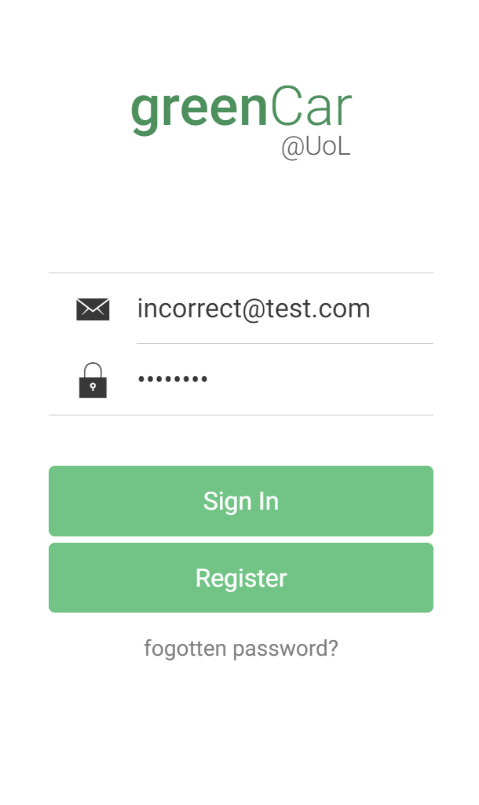 greenCar
@UoL
incorrect@test.com
••••••••
Sign In
Register
fogotten password?